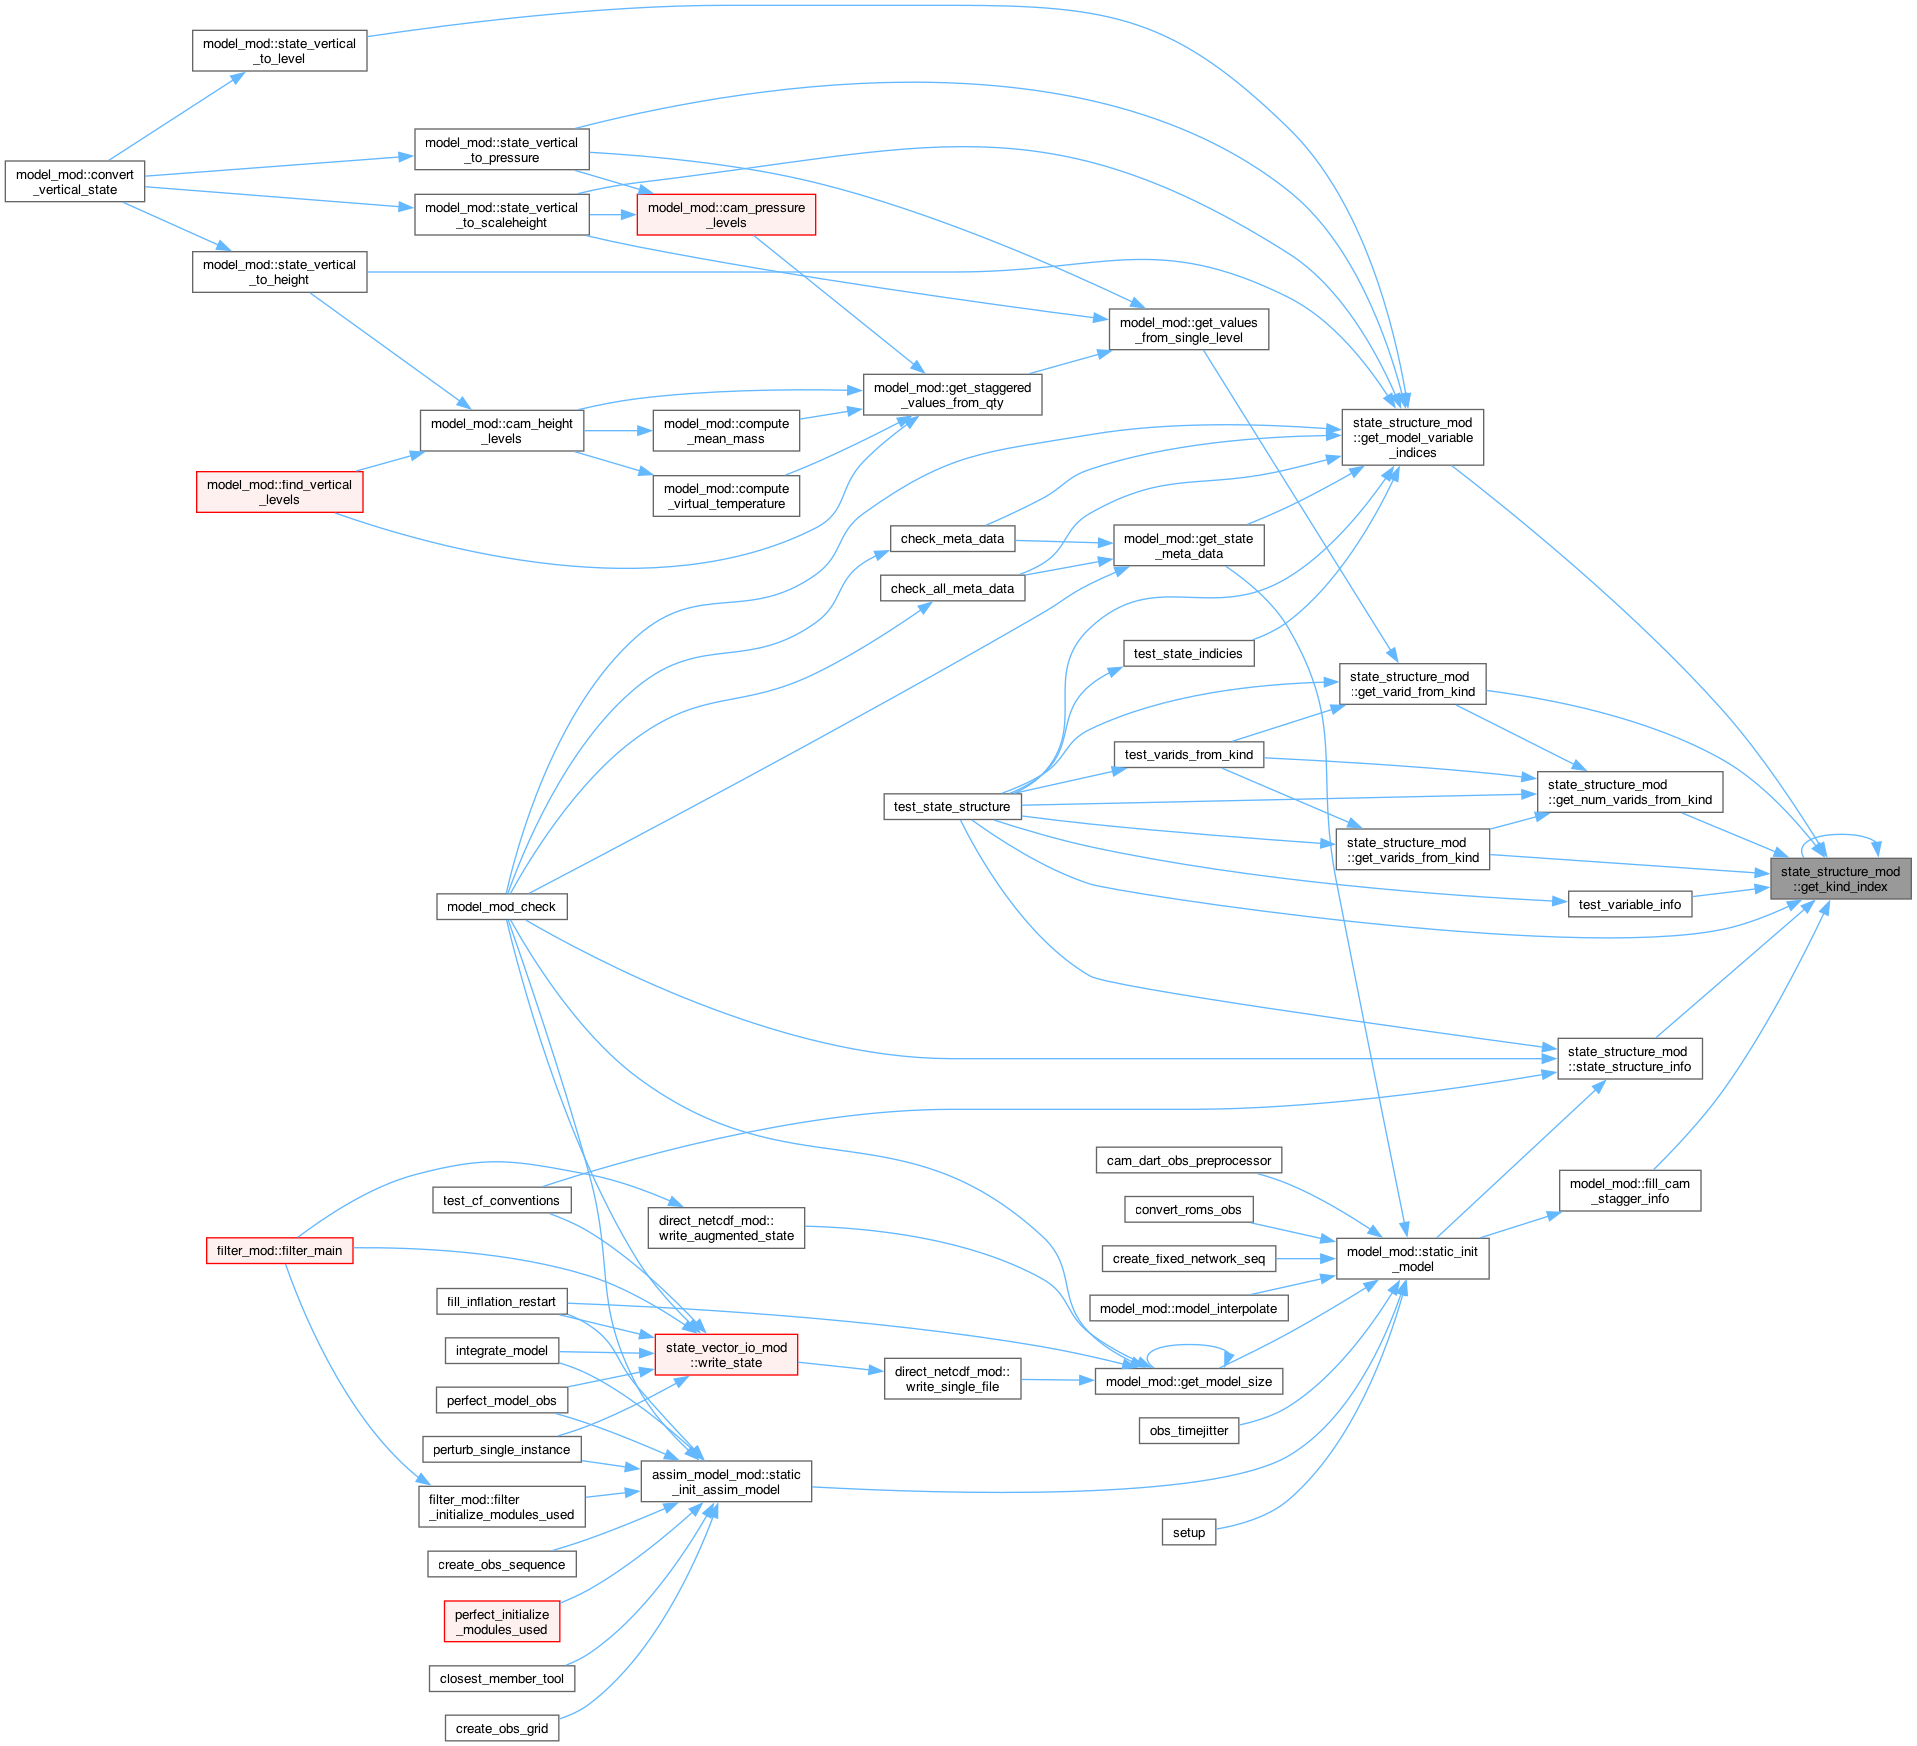 model_mod::state_vertical
_to_level
model_mod::state_vertical
_to_pressure
model_mod::convert
_vertical_state
model_mod::state_vertical
_to_scaleheight
model_mod::cam_pressure
_levels
model_mod::state_vertical
_to_height
model_mod::get_values
_from_single_level
model_mod::get_staggered
_values_from_qty
model_mod::cam_height
_levels
model_mod::compute
_mean_mass
state_structure_mod
::get_model_variable
_indices
model_mod::find_vertical
_levels
model_mod::compute
_virtual_temperature
check_meta_data
model_mod::get_state
_meta_data
check_all_meta_data
test_state_indicies
state_structure_mod
::get_varid_from_kind
test_varids_from_kind
state_structure_mod
::get_num_varids_from_kind
test_state_structure
state_structure_mod
::get_varids_from_kind
state_structure_mod
::get_kind_index
test_variable_info
model_mod_check
state_structure_mod
::state_structure_info
cam_dart_obs_preprocessor
model_mod::fill_cam
_stagger_info
test_cf_conventions
convert_roms_obs
direct_netcdf_mod::
write_augmented_state
filter_mod::filter_main
create_fixed_network_seq
model_mod::static_init
_model
fill_inflation_restart
model_mod::model_interpolate
integrate_model
state_vector_io_mod
::write_state
direct_netcdf_mod::
write_single_file
model_mod::get_model_size
perfect_model_obs
obs_timejitter
perturb_single_instance
assim_model_mod::static
_init_assim_model
filter_mod::filter
_initialize_modules_used
setup
create_obs_sequence
perfect_initialize
_modules_used
closest_member_tool
create_obs_grid